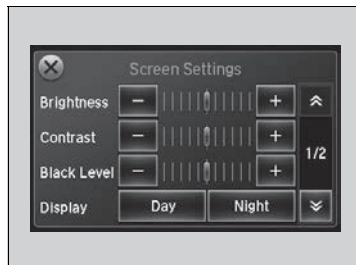 Screen Settings
Brightness − +
Contrast − +
1/2
Black Level − +
Display Day Night